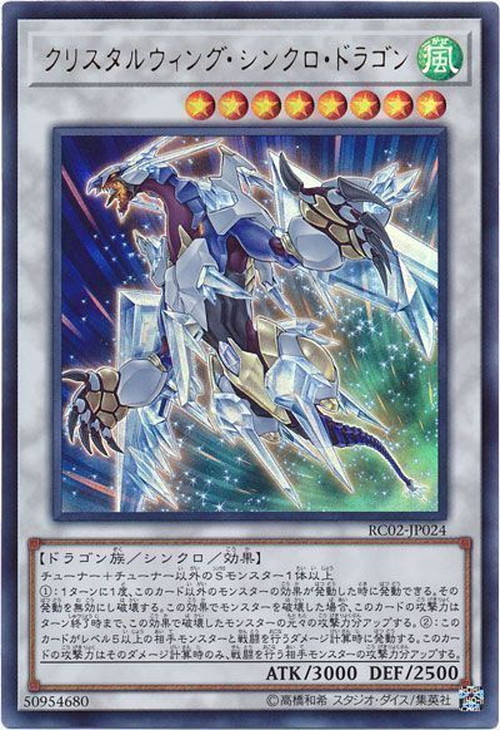 クリスタルウィング・シンクロ・ドラゴン
風
RC02-JP024
【ドラゴン族/シンクロ/効果】
チューナー+チューナー以外のSモンスター1体以上
①:1ターンに1度、このカード以外のモンスターの効果が発動した時に発動できる。その
発動を無効にし破壊する。この効果でモンスターを破壊した場合、このカードの攻撃力は
ターン終了時まで、この効果で破壊したモンスターの元々の攻撃力分アップする。②:こ
のカードがレベル5以上の相手モンスターと戦闘を行うダメージ計算時に発動する。このカード
の攻撃力はそのダメージ計算時のみ、戦闘を行う相手モンスターの攻撃力分アップする。
ATK/3000 DEF/2500
50954680
©高橋和希 スタジオ・ダイス/集英社